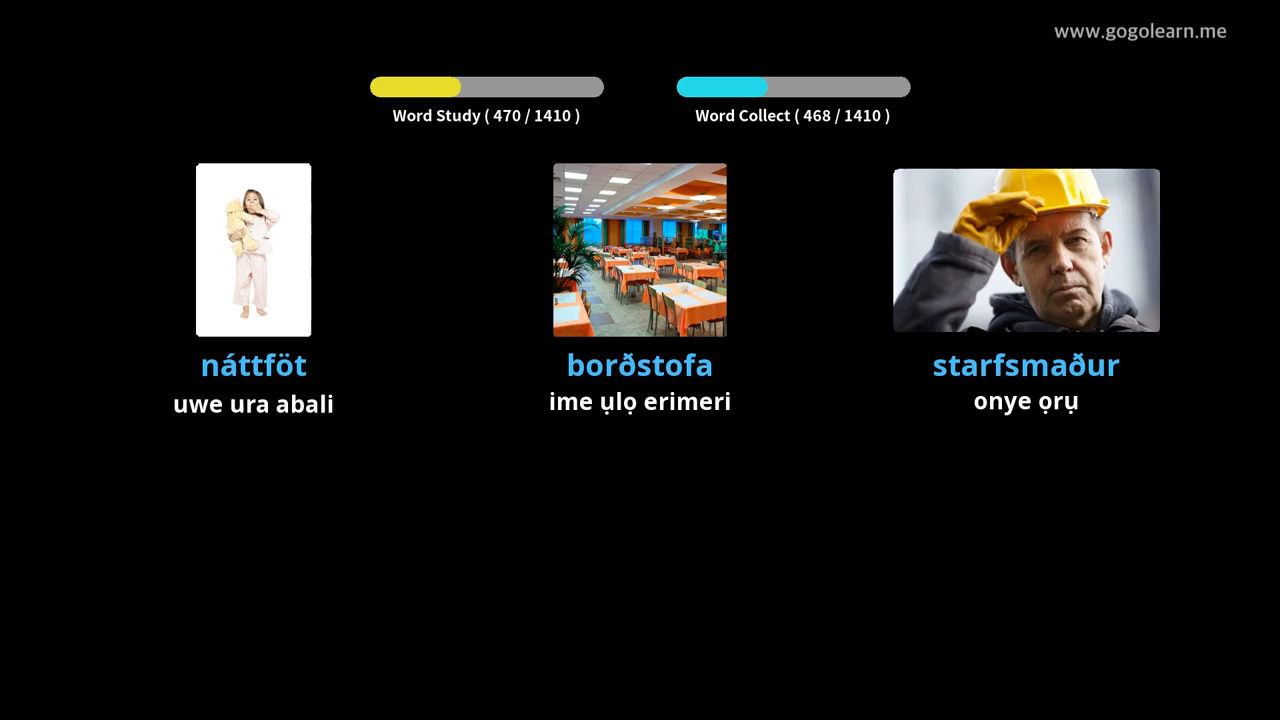 www.gogolearn.me
Word Study ( 470 / 1410 )
Word Collect ( 468 / 1410 )
náttföt
borðstofa
starfsmaður
uwe ura abali
ime ụlọ erimeri
onye ọrụ